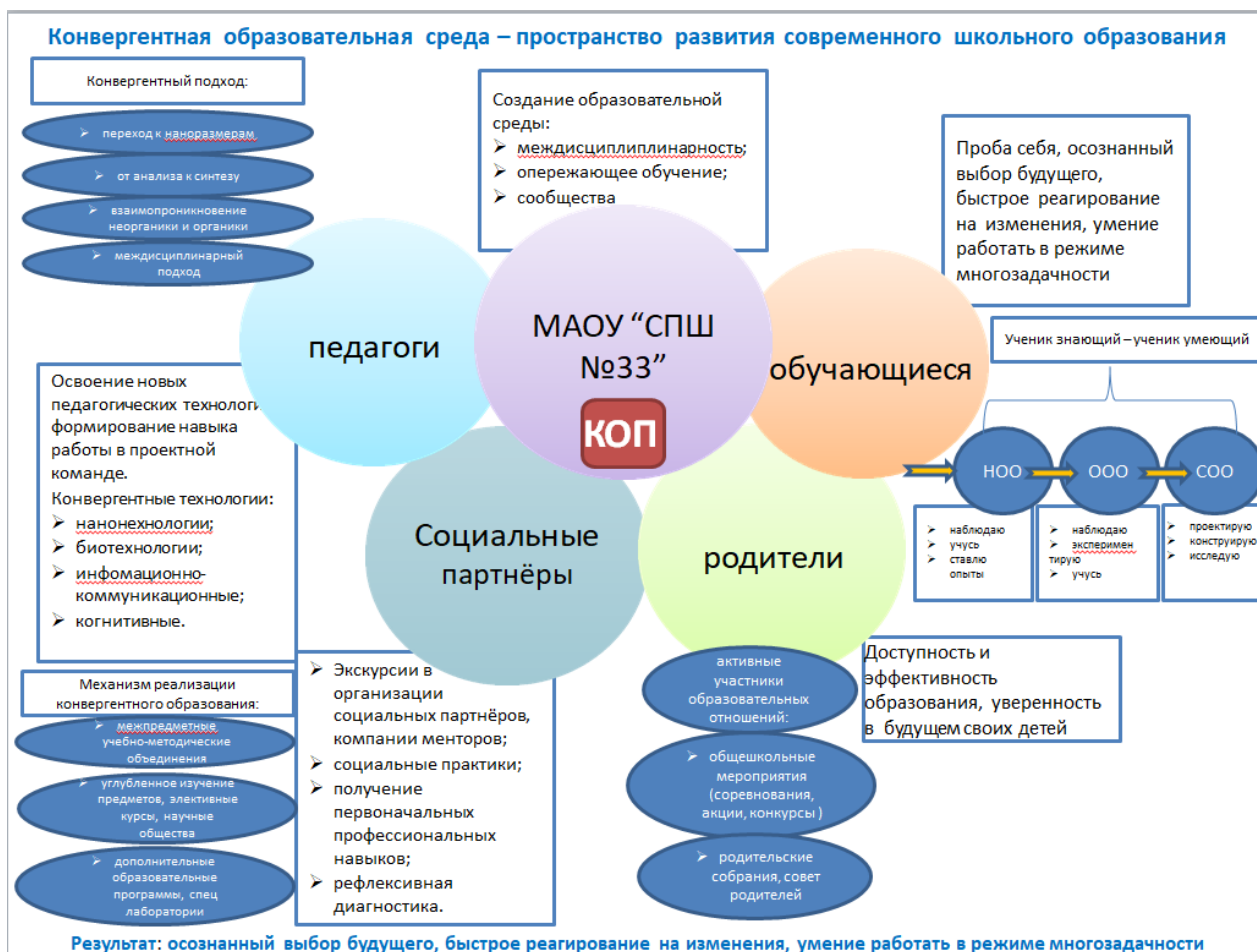 Конвергентная образовательная среда – пространство развития современного школьного образования
Конвергентный подход:
➢ переход к наноразмерам
➢ от анализа к синтезу
➢ взаимопроникновение
неорганики и органики
➢ междисциплинарный
подход
Создание образовательной
среды:
➢ междисциплиплинарность;
➢ опережающее обучение;
➢ сообщества
Проба себя, осознанный
выбор будущего,
быстрое реагирование
на изменения, умение
работать в режиме
многозадачности
педагоги
МАОУ “СПШ
№33”
КОП
обучающиеся
Социальные
партнёры
родители
Ученик знающий – ученик умеющий
НОО
ООО
СОО
➢ наблюдаю
➢ учусь
➢ ставлю
опыты
➢ наблюдаю
➢ эксперимен
тирую
➢ учусь
➢ проектирую
➢ конструирую
➢ исследую
Освоение новых
педагогических технологи
формирование навыка
работы в проектной
команде.
Конвергентные технологии:
➢ нанонехнологии;
➢ биотехнологии;
➢ инфомационно-
коммуникационные;
➢ когнитивные.
Механизм реализации
конвергентного образования:
➢ межпредметные
учебно-методические
объединения
➢ углубленное изучение
предметов, элективные
курсы, научные
общества
➢ дополнительные
образовательные
программы, спец
лаборатории
➢ Экскурсии в
организации
социальных партнёров,
компании менторов;
➢ социальные практики;
➢ получение
первоначальных
профессиональных
навыков;
➢ рефлексивная
диагностика.
активные
участники
образовательных
отношений:
➢ общешкольные
мероприятия
(соревнования,
акции, конкурсы )
➢ родительские
собрания, совет
родителей
Доступность и
эффективность
образования, уверенность
в будущем своих детей
Результат: осознанный выбор будущего, быстрое реагирование на изменения, умение работать в режиме многозадачности